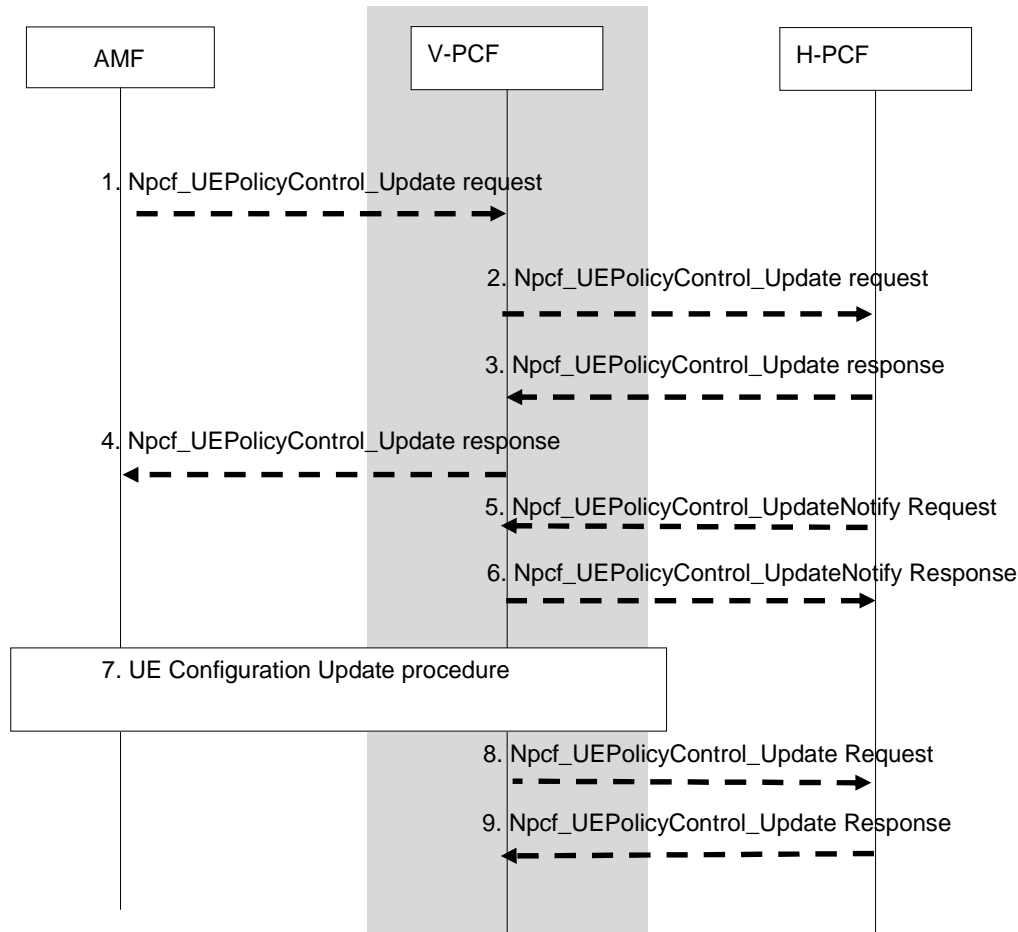 AMF
V-PCF
H-PCF
1. Npcf_UEPolicyControl_Update request
2. Npcf_UEPolicyControl_Update request
3. Npcf_UEPolicyControl_Update response
4. Npcf_UEPolicyControl_Update response
5. Npcf_UEPolicyControl_UpdateNotify Request
6. Npcf_UEPolicyControl_UpdateNotify Response
7. UE Configuration Update procedure
8. Npcf_UEPolicyControl_Update Request
9. Npcf_UEPolicyControl_Update Response